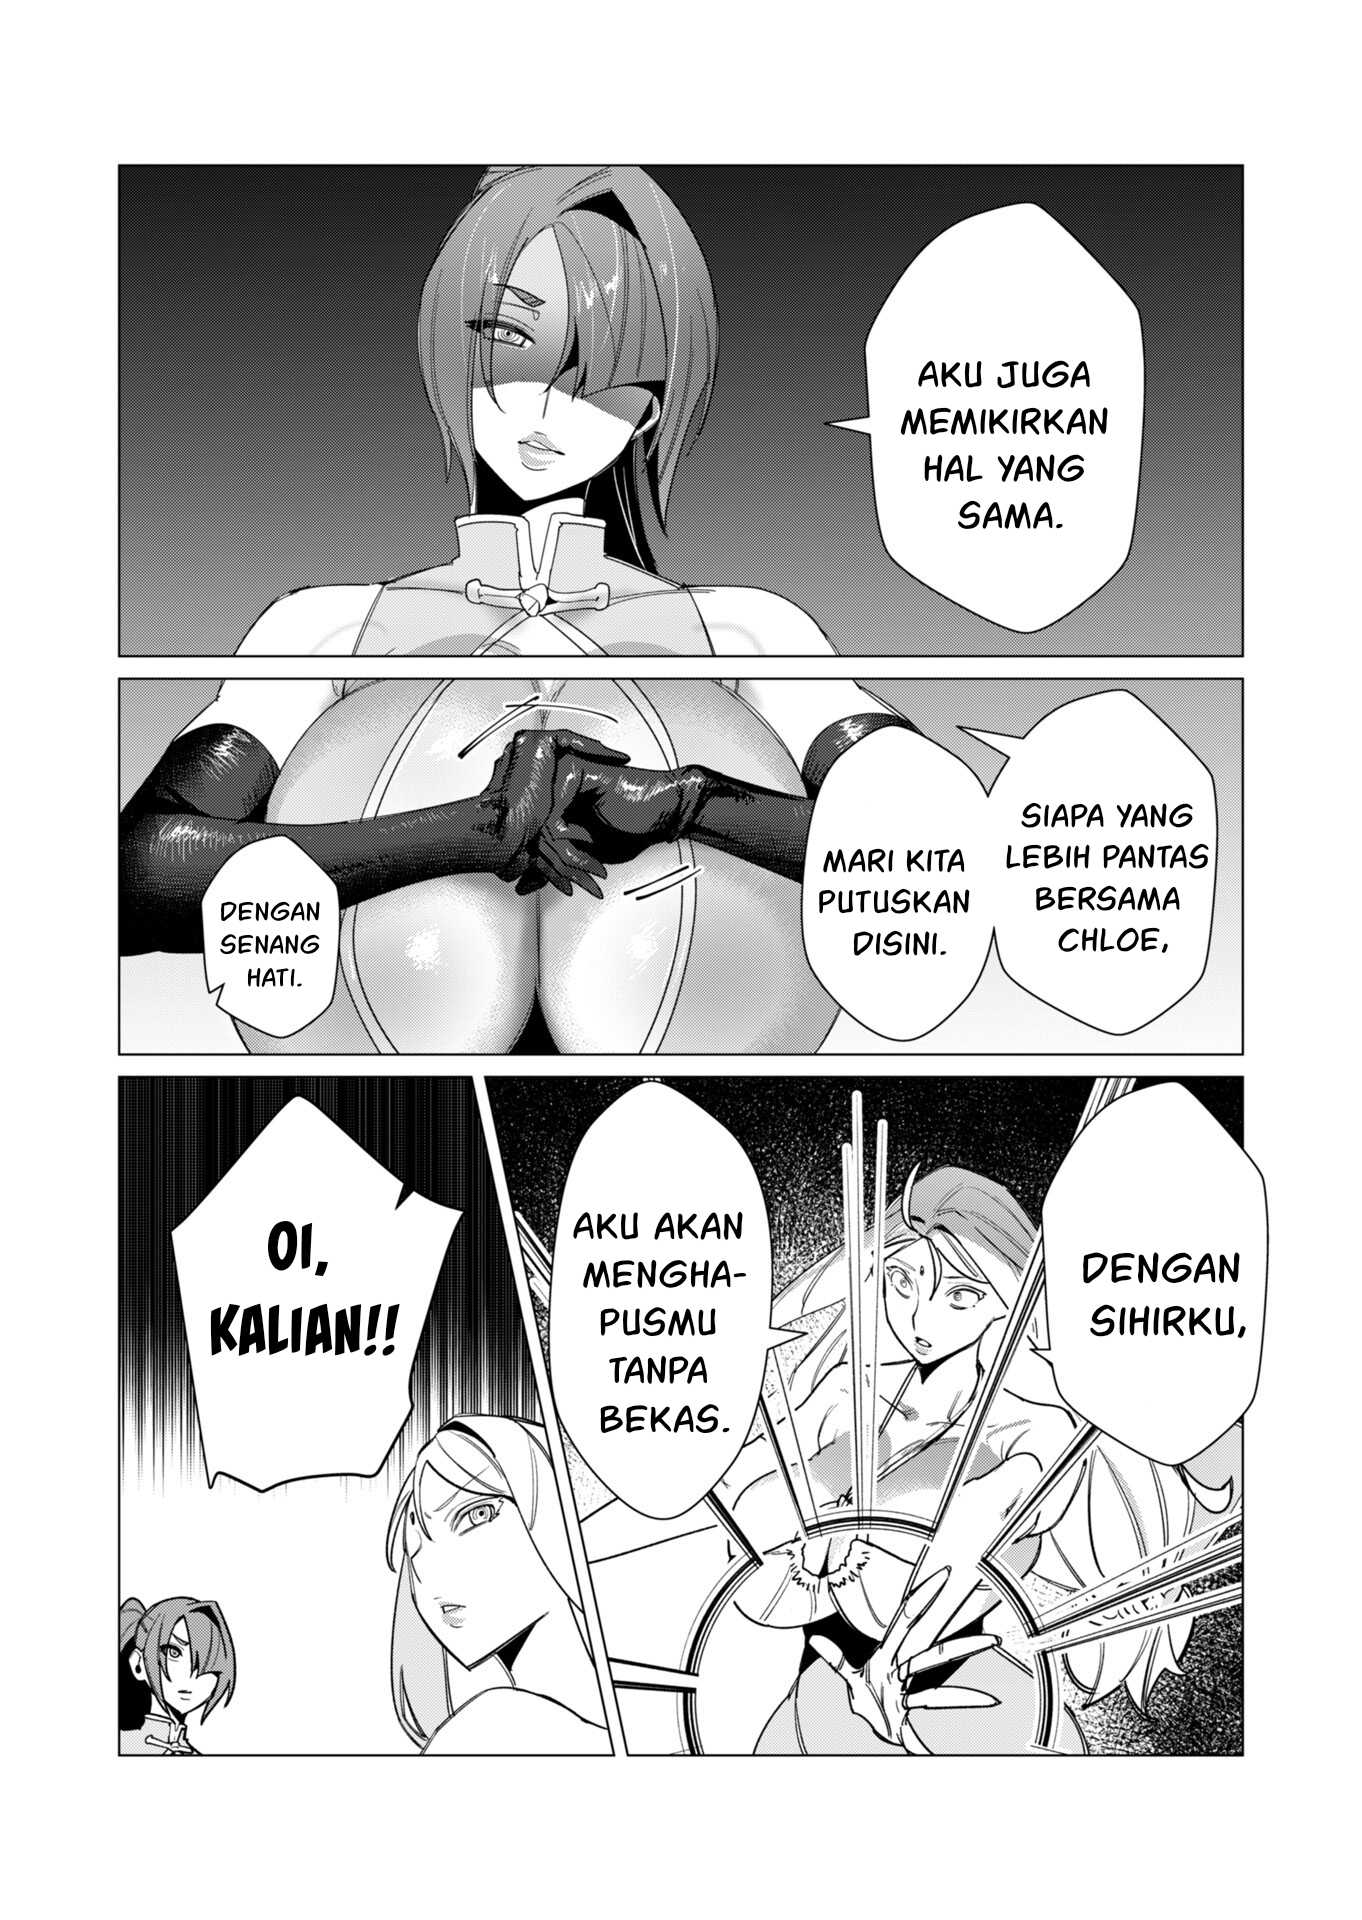 AKU JUGA
MEMIKIRKAN
HAL YANG
SAMA.
SIAPA YANG
LEBIH PANTAS
BERSAMA
CHLOE,
MARI KITA
PUTUSKAN
DISINI.
DENGAN
SENANG
HATI.
DENGAN
SIHIRKU,
AKU AKAN
MENGHA-
PUSMU
TANPA
BEKAS.
OI,
KALIAN!!